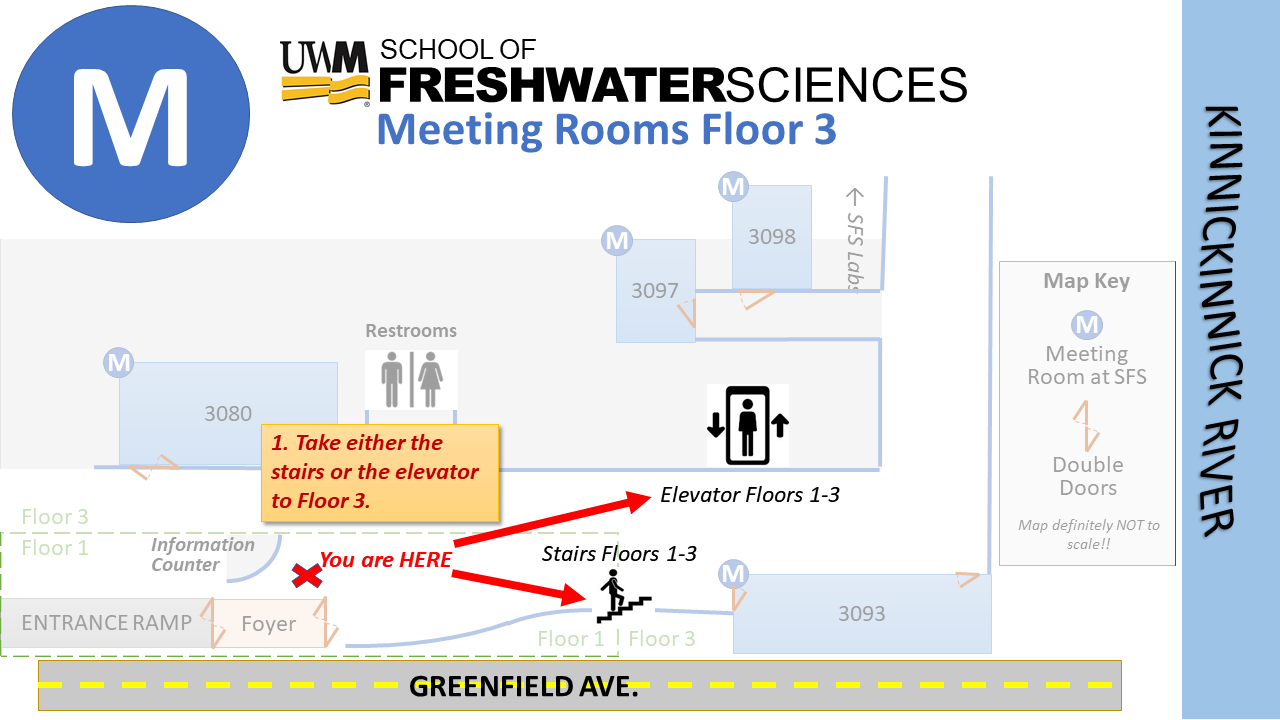 M
UWM
®
SCHOOL OF
FRESHWATERSCIENCES
Meeting Rooms Floor 3
M
3098
← SFS Labs
M
3097
Restrooms
M
3080
1. Take either the
stairs or the elevator
to Floor 3.
Elevator Floors 1-3
Floor 3
Floor 1
Information
Counter
You are HERE
Stairs Floors 1-3
M
3093
ENTRANCE RAMP
Foyer
Floor 1
Floor 3
GREENFIELD AVE.
Map Key
M
Meeting
Room at SFS
Double
Doors
Map definitely NOT to
scale!!
KINNICKINNICK RIVER